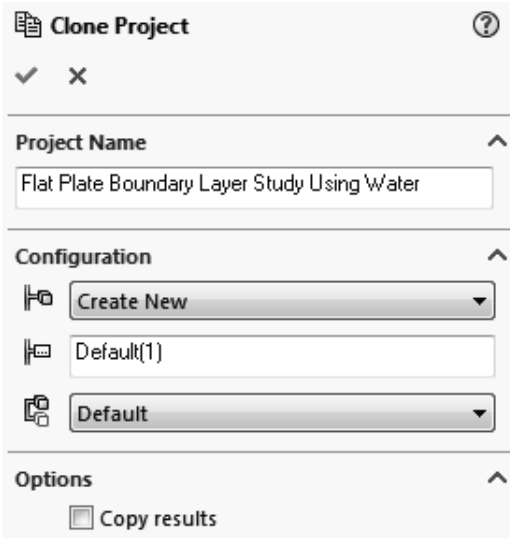 Clone Project
Project Name
Flat Plate Boundary Layer Study Using Water
Configuration
Create New
Default(1)
Default
Options
Copy results